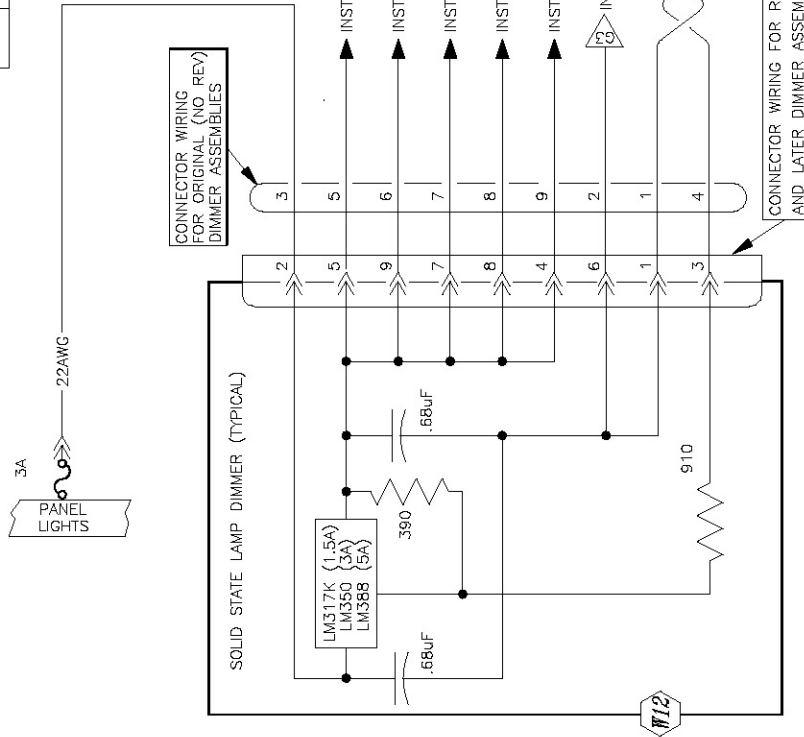 CONNECTOR WIRING
FOR ORIGINAL (NO REV)
DIMMER ASSEMBLIES
INST
INST
INST
INST
INST
IN
G3
CONNECTOR WIRING FOR R
AND LATER DIMMER ASSEM
3
5
6
7
8
9
2
1
4
2
5
9
7
8
4
6
1
3
22AWG
3A
PANEL
LIGHTS
SOLID STATE LAMP DIMMER (TYPICAL)
.68uF
390
910
LM317K (1.5A)
LM350 (3A)
LM388 (5A)
.68uF
W12